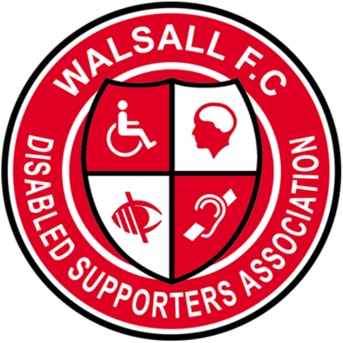 WALSALL F.C
DISABLED SUPPORTERS ASSOCIATION